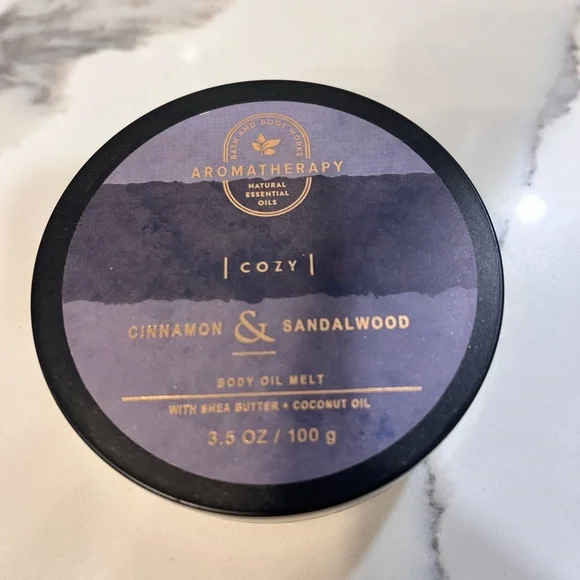 BATH AND BODY WORKS
AROMATHERAPY
NATURAL
ESSENTIAL
OILS
| COZY |
CINNAMON & SANDALWOOD
BODY OIL MELT
WITH SHEA BUTTER + COCONUT OIL
3.5 OZ / 100 g